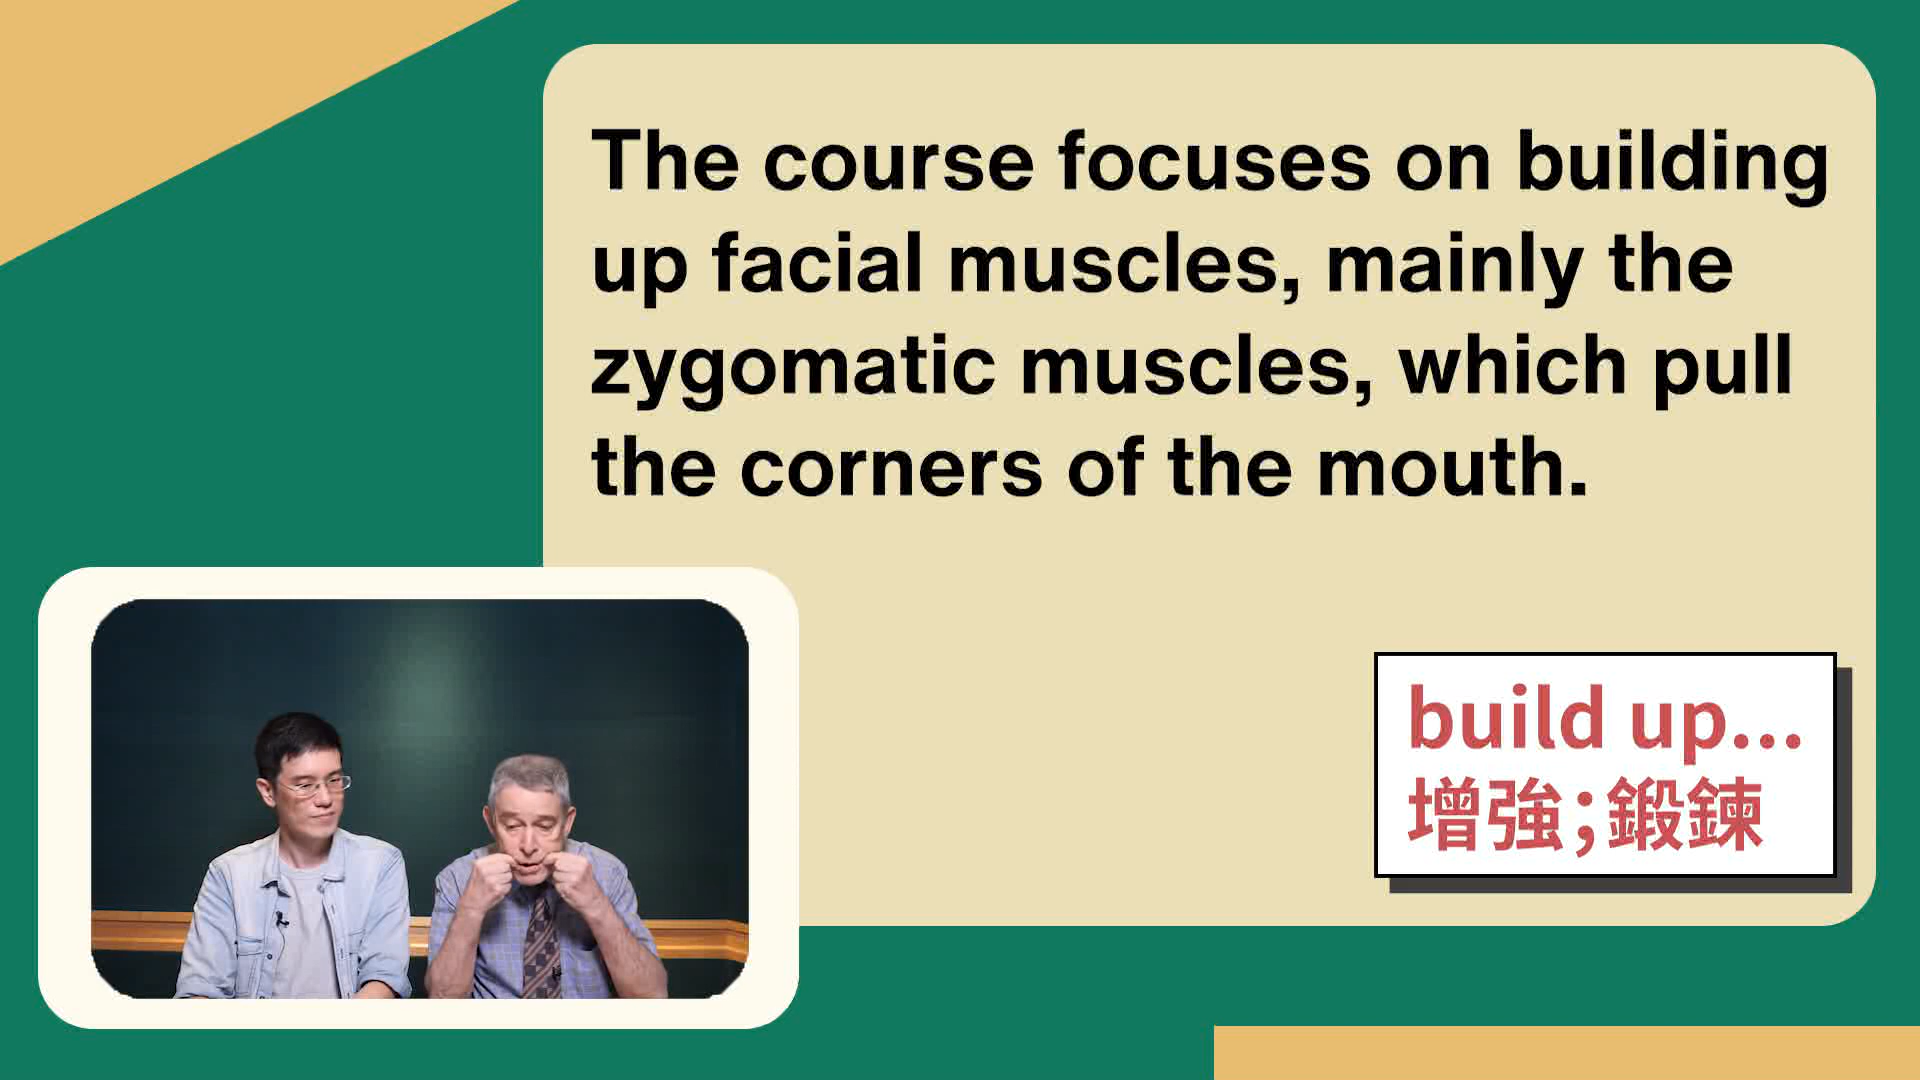 The course focuses on building
up facial muscles, mainly the
zygomatic muscles, which pull
the corners of the mouth.
build up...
增強;鍛鍊